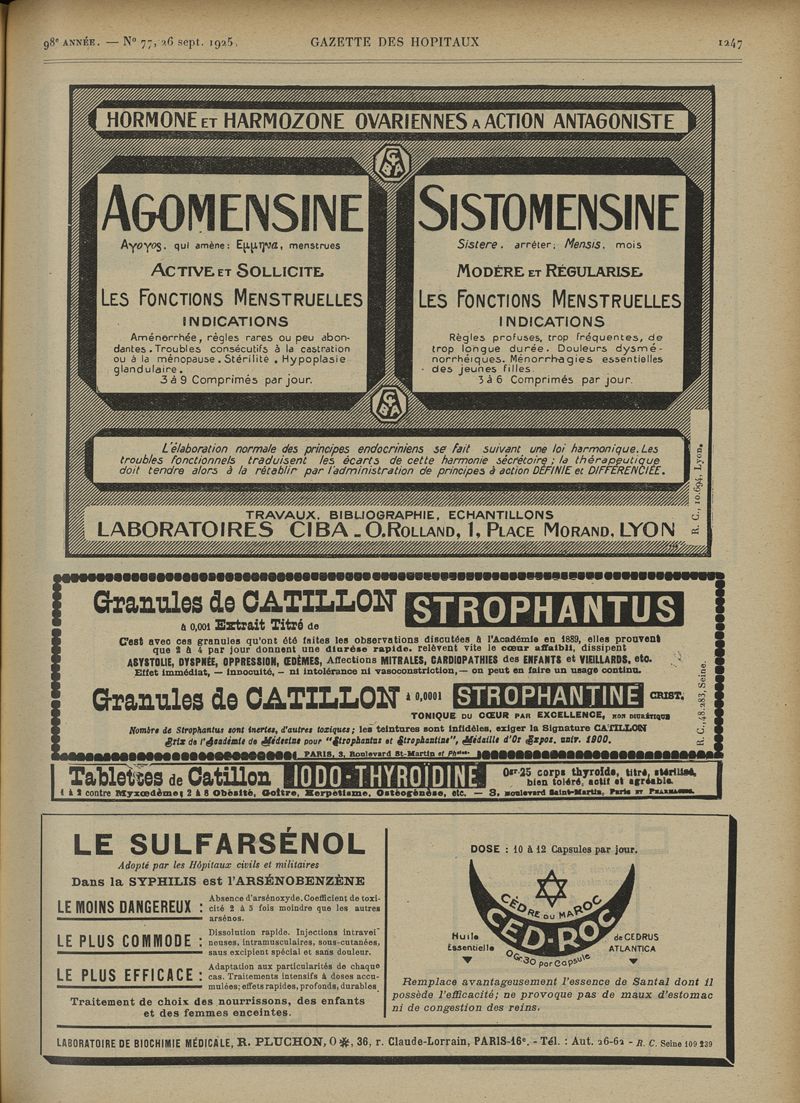 98e ANNÉE. — No 77, 26 sept. 1925.
GAZETTE DES HOPITAUX
1247
HORMONE ET HARMOZONE OVARIENNES A ACTION ANTAGONISTE
CIBA
AGOMENSINE
Αγογος, qui amène: Εμμηνα, menstrues
ACTIVE ET SOLLICITE
LES FONCTIONS MENSTRUELLES
INDICATIONS
Aménorrhée, règles rares ou peu abon-
dantes. Troubles consécutifs à la castration
ou à la ménopause. Stérilité. Hypoplasie
glandulaire.
3 à 9 Comprimés par jour.
SISTOMENSINE
Sistere, arrêter; Mensis, mois
MODÈRE ET RÉGULARISE
LES FONCTIONS MENSTRUELLES
INDICATIONS
Règles profuses, trop fréquentes, de
trop longue durée. Douleurs dysmé-
norrhéiques. Ménorrhagies essentielles
des jeunes filles.
3 à 6 Comprimés par jour.
CIBA
L'élaboration normale des principes endocriniens se fait suivant une loi harmonique. Les
troubles fonctionnels traduisent les écarts de cette harmonie sécrétoire; la thérapeutique
doit tendre alors à la rétablir par l'administration de principes à action DÉFINIE et DIFFÉRENCIÉE.
TRAVAUX, BIBLIOGRAPHIE, ECHANTILLONS
LABORATOIRES CIBA _ O. ROLLAND, 1, PLACE MORAND, LYON
R. C., 10.694, Lyon.
Granules de CATILLON
à 0,001 Extrait Titré de
STROPHANTUS
C'est avec ces granules qu'ont été faites les observations discutées à l'Académie en 1889, elles prouvent
que 2 à 4 par jour donnent une diurèse rapide, relèvent vite le cœur affaibli, dissipent
ASYSTOLIE, DYSPNÉE, OPPRESSION, ŒDÈMES, Affections MITRALES, CARDIOPATHIES des ENFANTS et VIEILLARDS, etc.
Effet immédiat, — innocuité, — ni intolérance ni vasoconstriction, — on peut en faire un usage continu.
Granules de CATILLON à 0,0001 STROPHANTINE CRIST.
TONIQUE DU CŒUR PAR EXCELLENCE, NON DIURÉTIQUE
Nombre de Strophantus sont inertes, d'autres toxiques; les teintures sont infidèles, exiger la Signature CATILLON
Prix de l'Académie de Médecine pour "Strophantus et Strophantine", Médaille d'Or Expos. univ. 1900.
PARIS, 3, Boulevard St-Martin et Phies.
R. C., 48.283, Seine.
Tablettes de Catillon
IODO-THYROÏDINE
0gr.25 corps thyroïde, titré, stérilisé,
bien toléré, actif et agréable.
1 à 2 contre Myxœdème; 2 à 8 Obésité, Goître, Herpétisme, Ostéogénèse, etc. — 3, Boulevard Saint-Martin, PARIS ET PHARMACIES.
LE SULFARSÉNOL
Adopté par les Hôpitaux civils et militaires
Dans la SYPHILIS est l'ARSÉNOBENZÈNE
LE MOINS DANGEREUX :
Absence d'arsénoxyde. Coefficient de toxi-
cité 2 à 5 fois moindre que les autres
arsénos.
LE PLUS COMMODE :
Dissolution rapide. Injections intravei-
neuses, intramusculaires, sous-cutanées,
sans excipient spécial et sans douleur.
LE PLUS EFFICACE :
Adaptation aux particularités de chaque
cas. Traitements intensifs à doses accu-
mulées; effets rapides, profonds, durables.
Traitement de choix des nourrissons, des enfants
et des femmes enceintes.
DOSE : 10 à 12 Capsules par jour.
CÈDRE DU MAROC
CED-ROC
0Gr.30 par Capsule
Huile
Essentielle
de CEDRUS
ATLANTICA
Remplace avantageusement l'essence de Santal dont il
possède l'efficacité; ne provoque pas de maux d'estomac
ni de congestion des reins.
LABORATOIRE DE BIOCHIMIE MÉDICALE, R. PLUCHON, O ✻, 36, r. Claude-Lorrain, PARIS-16e. - Tél. : Aut. 26-62 - R. C. Seine 109 239